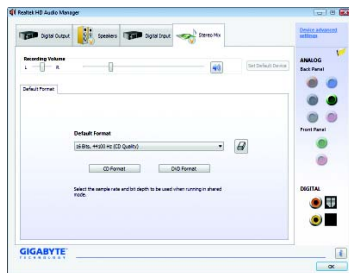 Realtek HD Audio Manager
Digital Output
Speakers
Digital Input
Stereo Mix
Device advanced
settings
Recording Volume
L
R
Set Default Device
ANALOG
Back Panel
Default Format
Default Format
16 Bits, 44100 Hz (CD Quality)
CD Format
DVD Format
Select the sample rate and bit depth to be used when running in shared
mode.
Front Panel
DIGITAL
GIGABYTE
TECHNOLOGY
OK